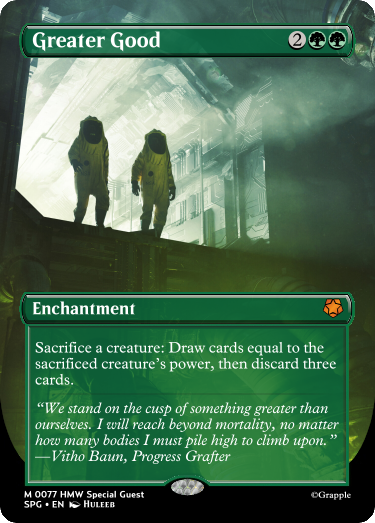 Greater Good 2
Enchantment
Sacrifice a creature: Draw cards equal to the
sacrificed creature's power, then discard three
cards.
“We stand on the cusp of something greater than
ourselves. I will reach beyond mortality, no matter
how many bodies I must pile high to climb upon.”
—Vitho Baun, Progress Grafter
M 0077 HMW Special Guest
SPG • EN Huleeb
©Grapple